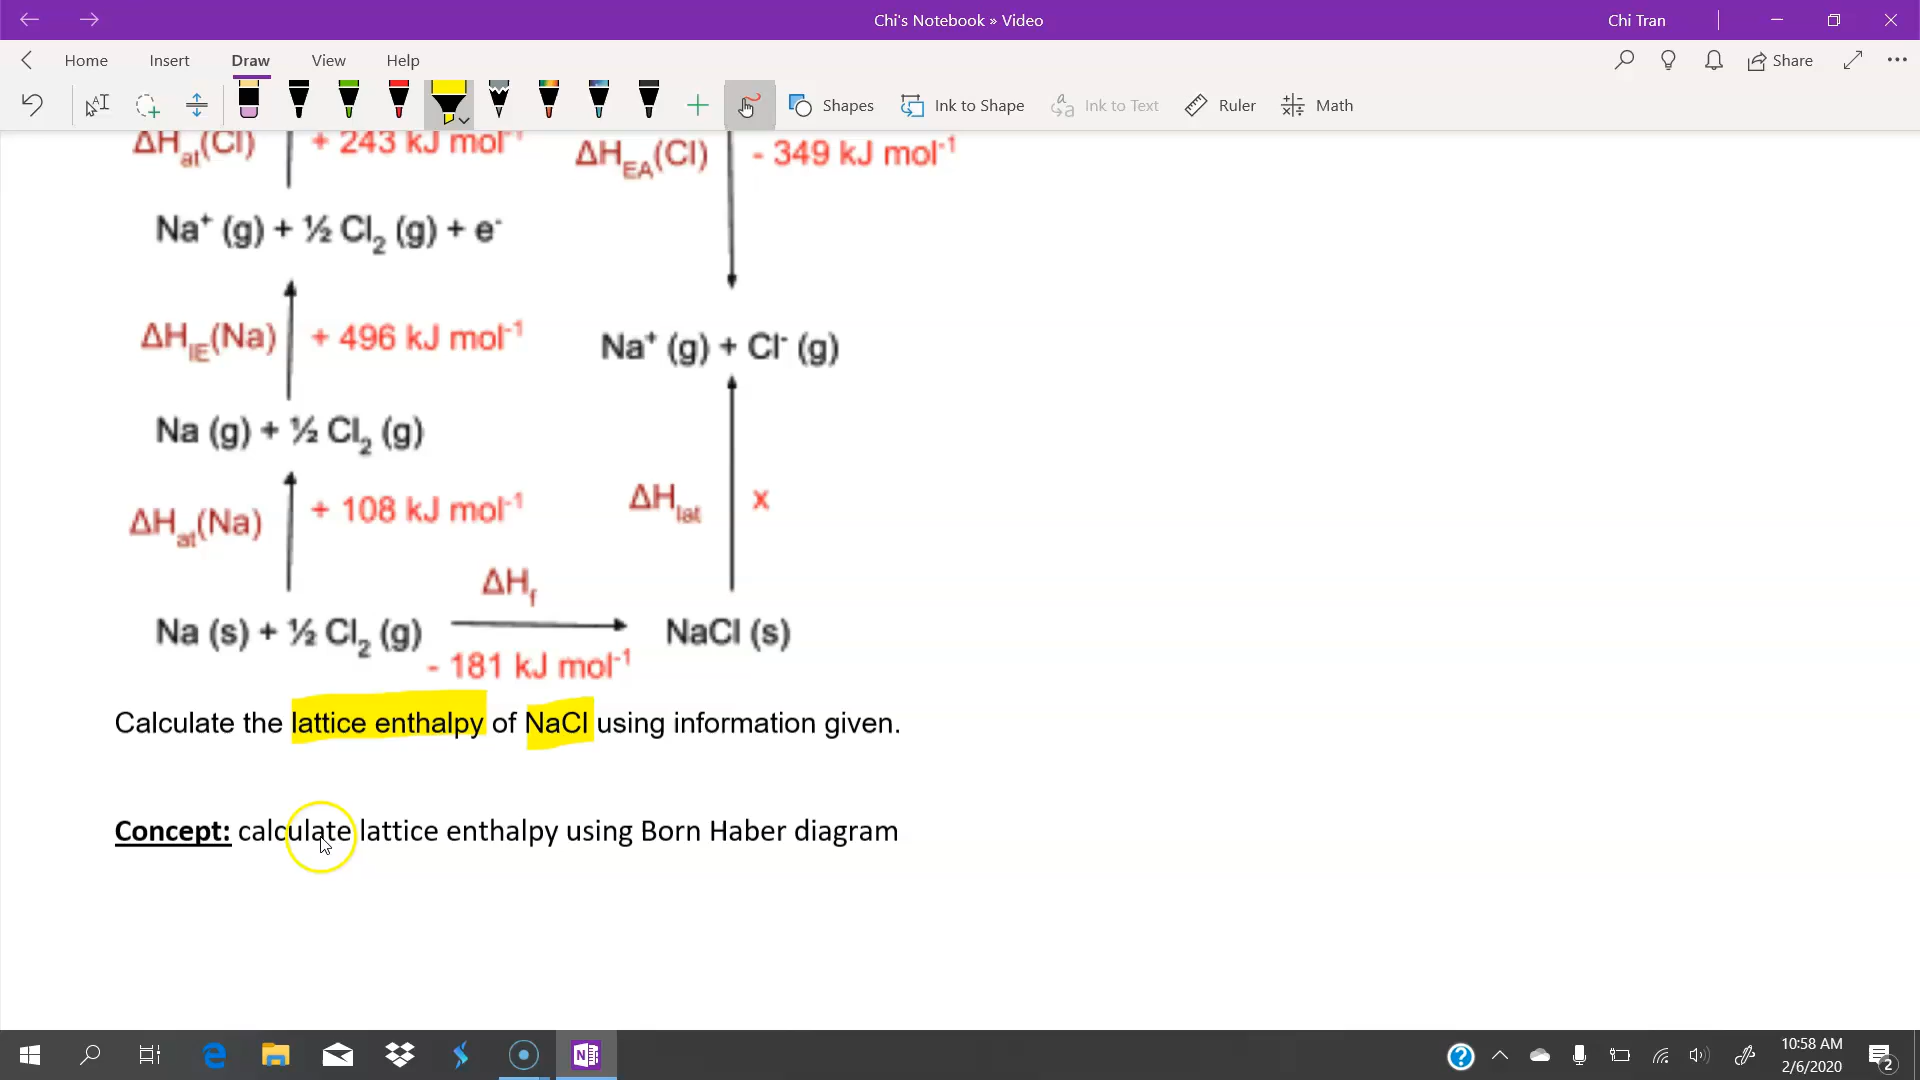 Chi's Notebook » Video
Chi Tran
Home Insert Draw View Help
Share
Shapes Ink to Shape Ink to Text Ruler Math
ΔHat(Cl) + 243 kJ mol-1
ΔHEA(Cl) - 349 kJ mol-1
Na+ (g) + ½ Cl2 (g) + e-
ΔHIE(Na) + 496 kJ mol-1
Na+ (g) + Cl- (g)
Na (g) + ½ Cl2 (g)
ΔHat(Na) + 108 kJ mol-1
ΔHlat x
ΔHf
Na (s) + ½ Cl2 (g)
NaCl (s)
- 181 kJ mol-1
Calculate the lattice enthalpy of NaCl using information given.
Concept: calculate lattice enthalpy using Born Haber diagram
10:58 AM
2/6/2020
2